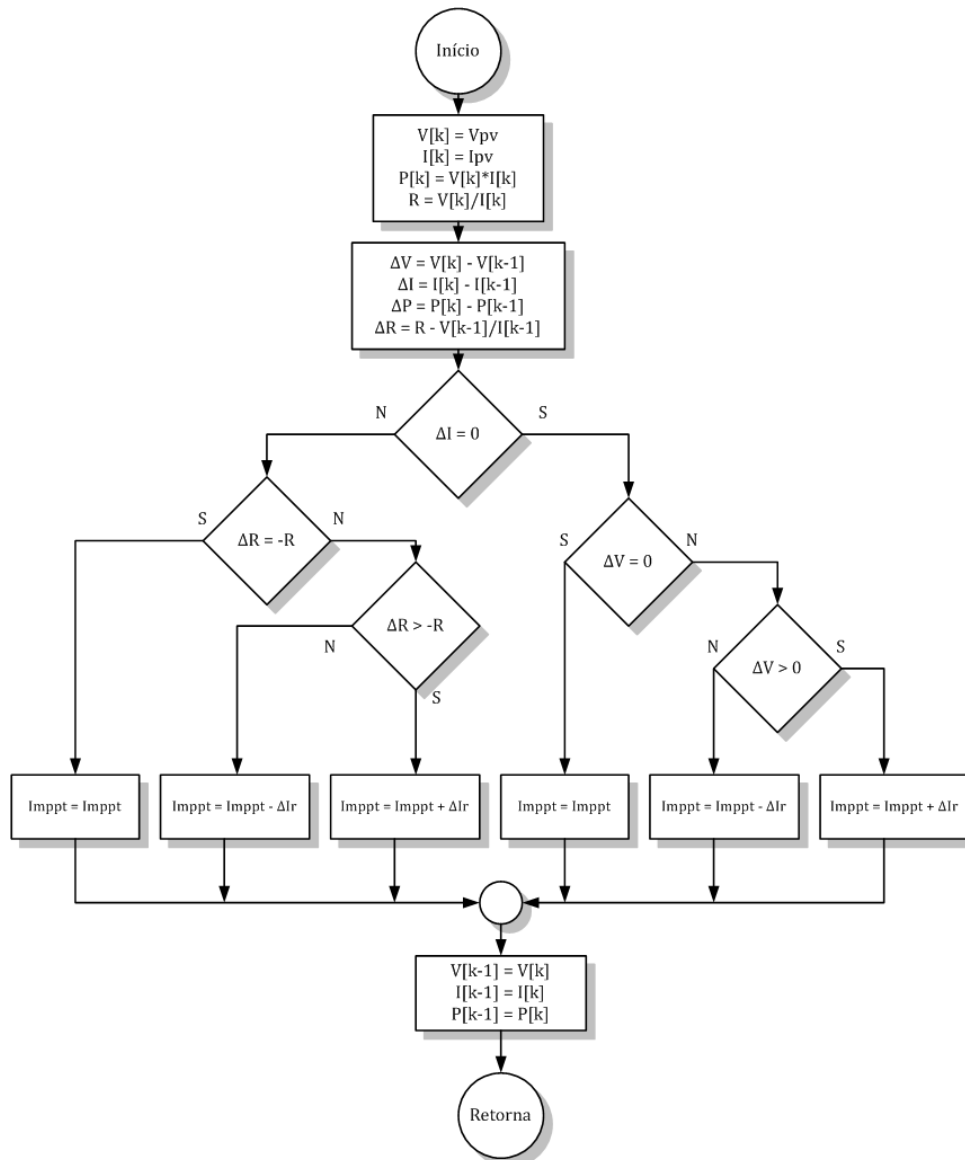 Início
V[k] = Vpv
I[k] = Ipv
P[k] = V[k]*I[k]
R = V[k]/I[k]
ΔV = V[k] - V[k-1]
ΔI = I[k] - I[k-1]
ΔP = P[k] - P[k-1]
ΔR = R - V[k-1]/I[k-1]
N
S
ΔI = 0
S
N
ΔR = -R
S
N
ΔV = 0
N
ΔR > -R
S
N
S
ΔV > 0
Imppt = Imppt
Imppt = Imppt - ΔIr
Imppt = Imppt + ΔIr
Imppt = Imppt
Imppt = Imppt - ΔIr
Imppt = Imppt + ΔIr
V[k-1] = V[k]
I[k-1] = I[k]
P[k-1] = P[k]
Retorna